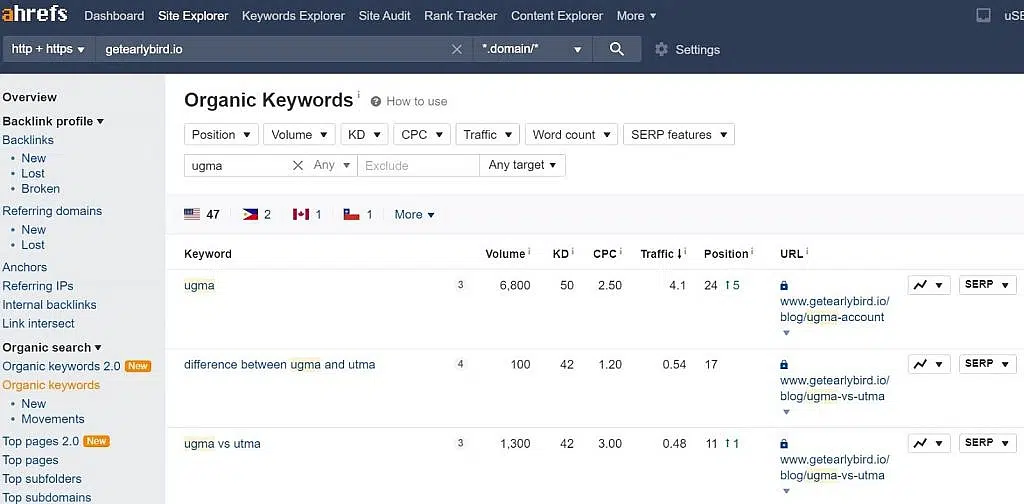 ahrefs Dashboard Site Explorer Keywords Explorer Site Audit Rank Tracker Content Explorer More
http + https getearlybird.io *.domain/* Settings
Overview
Backlink profile
Backlinks
• New
• Lost
• Broken
Referring domains
• New
• Lost
Anchors
Referring IPs
Internal backlinks
Link intersect
Organic search
Organic keywords 2.0 New
Organic keywords
• New
• Movements
Top pages 2.0 New
Top pages
Top subfolders
Top subdomains
Organic Keywords i ? How to use
Position Volume KD CPC Traffic Word count SERP features
ugma Any Exclude Any target
47 2 1 1 More
Keyword Volume i KD i CPC i Traffic ↓ i Position i URL i
ugma 3 6,800 50 2.50 4.1 24 ↑5 SERP
www.getearlybird.io/
blog/ugma-account
difference between ugma and utma 4 100 42 1.20 0.54 17 SERP
www.getearlybird.io/
blog/ugma-vs-utma
ugma vs utma 3 1,300 42 3.00 0.48 11 ↑1 SERP
www.getearlybird.io/
blog/ugma-vs-utma